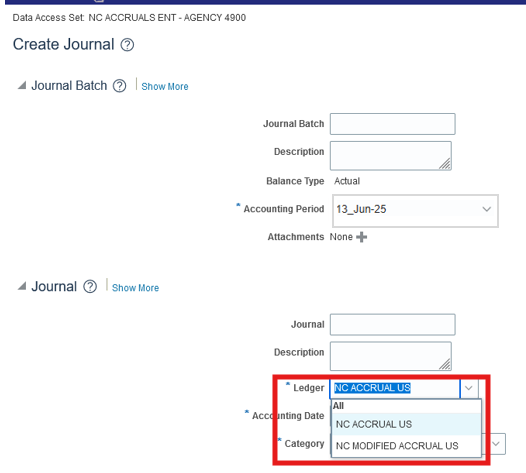 Data Access Set: NC ACCRUALS ENT - AGENCY 4900
Create Journal ?
Journal Batch ? Show More
Journal Batch
Description
Balance Type Actual
* Accounting Period 13_Jun-25
Attachments None
Journal ? Show More
Journal
Description
* Ledger NC ACCRUAL US
All
* Accounting Date NC ACCRUAL US
* Category NC MODIFIED ACCRUAL US